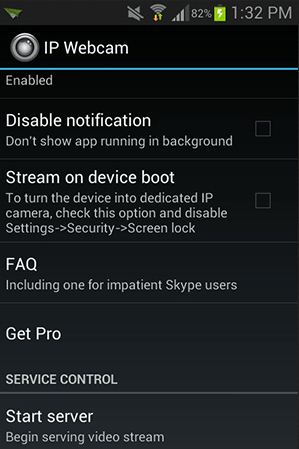 82% 1:32 PM
IP Webcam
Enabled
Disable notification
Don't show app running in background
Stream on device boot
To turn the device into dedicated IP
camera, check this option and disable
Settings->Security->Screen lock
FAQ
Including one for impatient Skype users
Get Pro
SERVICE CONTROL
Start server
Begin serving video stream